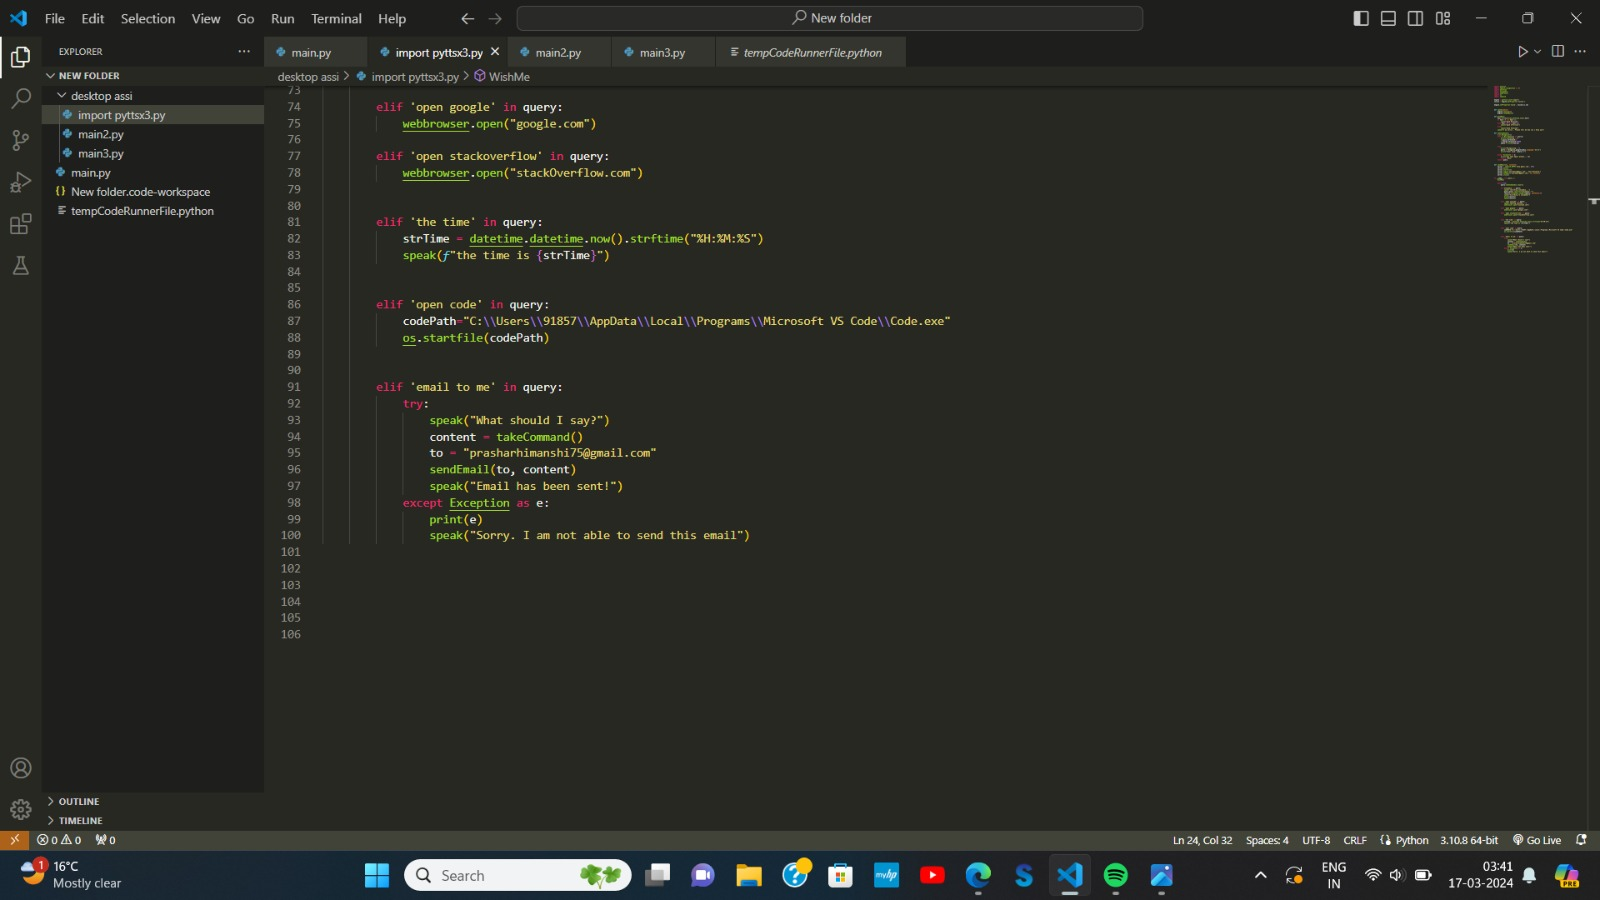 File Edit Selection View Go Run Terminal Help
New folder
EXPLORER
NEW FOLDER
desktop assi
import pyttsx3.py
main2.py
main3.py
main.py
New folder.code-workspace
tempCodeRunnerFile.python
OUTLINE
TIMELINE
main.py import pyttsx3.py main2.py main3.py tempCodeRunnerFile.python
desktop assi > import pyttsx3.py > WishMe
73
74 elif 'open google' in query:
75 webbrowser.open("google.com")
76
77 elif 'open stackoverflow' in query:
78 webbrowser.open("stackOverflow.com")
79
80
81 elif 'the time' in query:
82 strTime = datetime.datetime.now().strftime("%H:%M:%S")
83 speak(f"the time is {strTime}")
84
85
86 elif 'open code' in query:
87 codePath="C:\\Users\\91857\\AppData\\Local\\Programs\\Microsoft VS Code\\Code.exe"
88 os.startfile(codePath)
89
90
91 elif 'email to me' in query:
92 try:
93 speak("What should I say?")
94 content = takeCommand()
95 to = "prasharhimanshi75@gmail.com"
96 sendEmail(to, content)
97 speak("Email has been sent!")
98 except Exception as e:
99 print(e)
100 speak("Sorry. I am not able to send this email")
101
102
103
104
105
106
0 0 0
Ln 24, Col 32 Spaces: 4 UTF-8 CRLF Python 3.10.8 64-bit Go Live
1
16°C
Mostly clear
Search
myhp
S
ENG
IN
03:41
17-03-2024
PRE